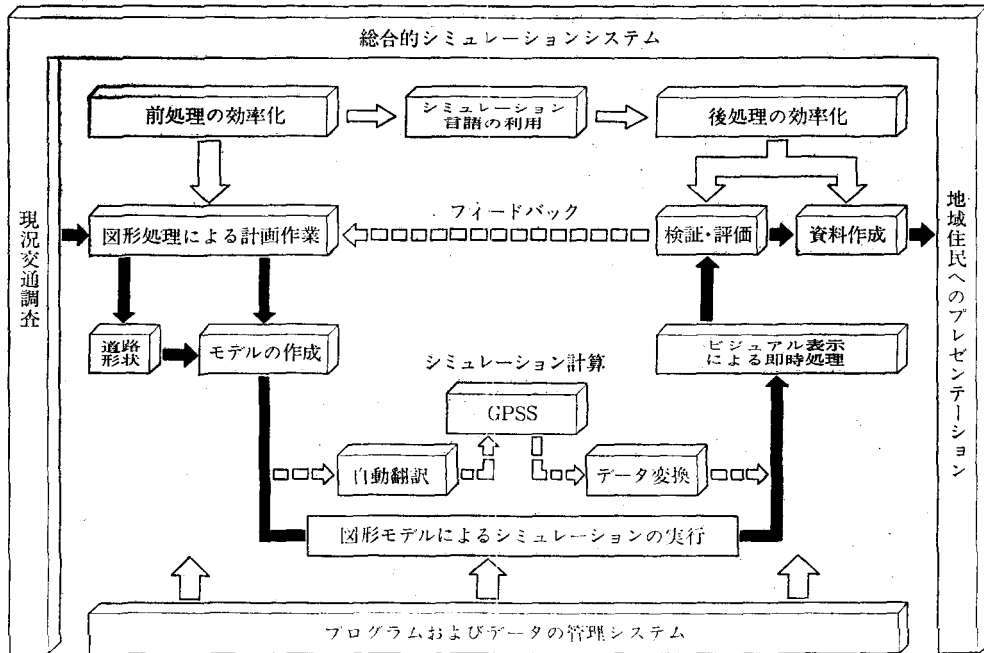 総合的シミュレーションシステム
前処理の効率化
シミュレーション
言語の利用
後処理の効率化
現況交通調査
図形処理による計画作業
フィードバック
検証・評価
資料作成
地域住民へのプレゼンテーション
道路
形状
モデルの作成
シミュレーション計算
ビジュアル表示
による即時処理
GPSS
自動翻訳
データ変換
図形モデルによるシミュレーションの実行
プログラムおよびデータの管理システム